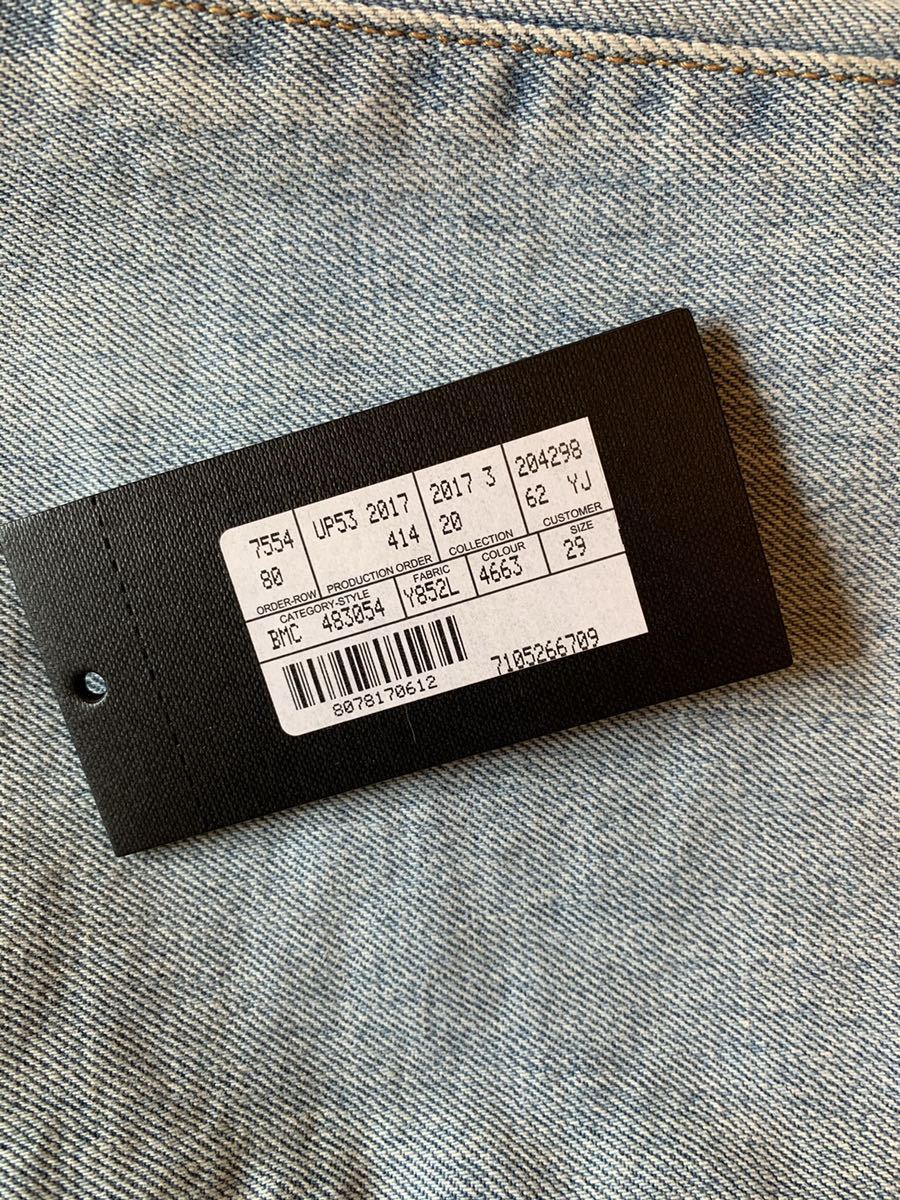 7554 UP53 2017 2017 3 204298
80 414 20 62 YJ
ORDER-ROW PRODUCTION ORDER COLLECTION CUSTOMER
CATEGORY-STYLE FABRIC COLOUR SIZE
BMC 483054 Y852L 4663 29
8078170612 7105266709